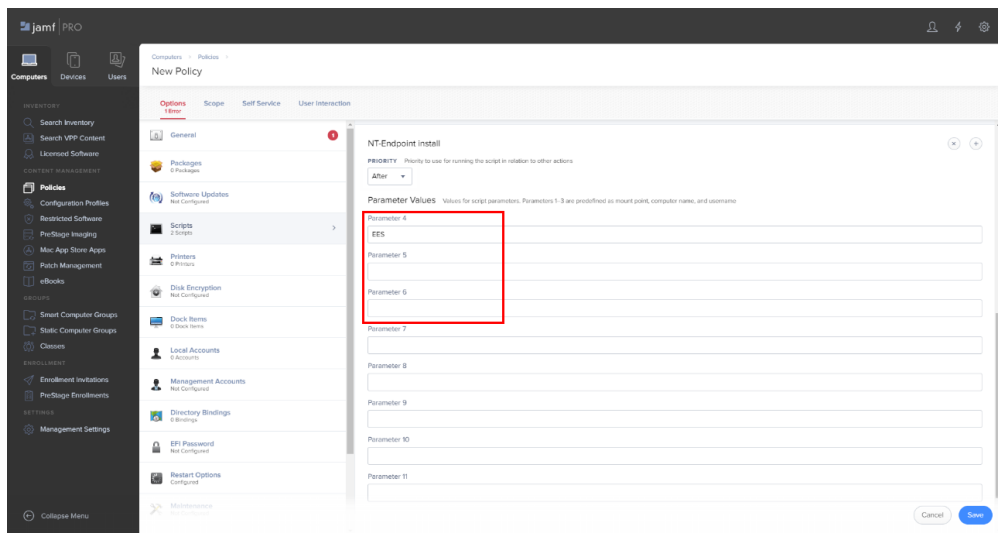 jamf PRO
Computers
Devices
Users
INVENTORY
Search Inventory
Search VPP Content
Licensed Software
CONTENT MANAGEMENT
Policies
Configuration Profiles
Restricted Software
PreStage Imaging
Mac App Store Apps
Patch Management
eBooks
GROUPS
Smart Computer Groups
Static Computer Groups
Classes
ENROLLMENT
Enrollment Invitations
PreStage Enrollments
SETTINGS
Management Settings
Collapse Menu
Computers > Policies >
New Policy
Options Scope Self Service User Interaction
1 Error
General
1
Packages
0 Packages
Software Updates
Not Configured
Scripts
2 Scripts
Printers
0 Printers
Disk Encryption
Not Configured
Dock Items
0 Dock Items
Local Accounts
0 Accounts
Management Accounts
Not Configured
Directory Bindings
0 Bindings
EFI Password
Not Configured
Restart Options
Configured
Maintenance
NT-Endpoint Install
PRIORITY Priority to use for running the script in relation to other actions
After
Parameter Values Values for script parameters. Parameters 1-3 are predefined as mount point, computer name, and username
Parameter 4
EES
Parameter 5
Parameter 6
Parameter 7
Parameter 8
Parameter 9
Parameter 10
Parameter 11
Cancel
Save